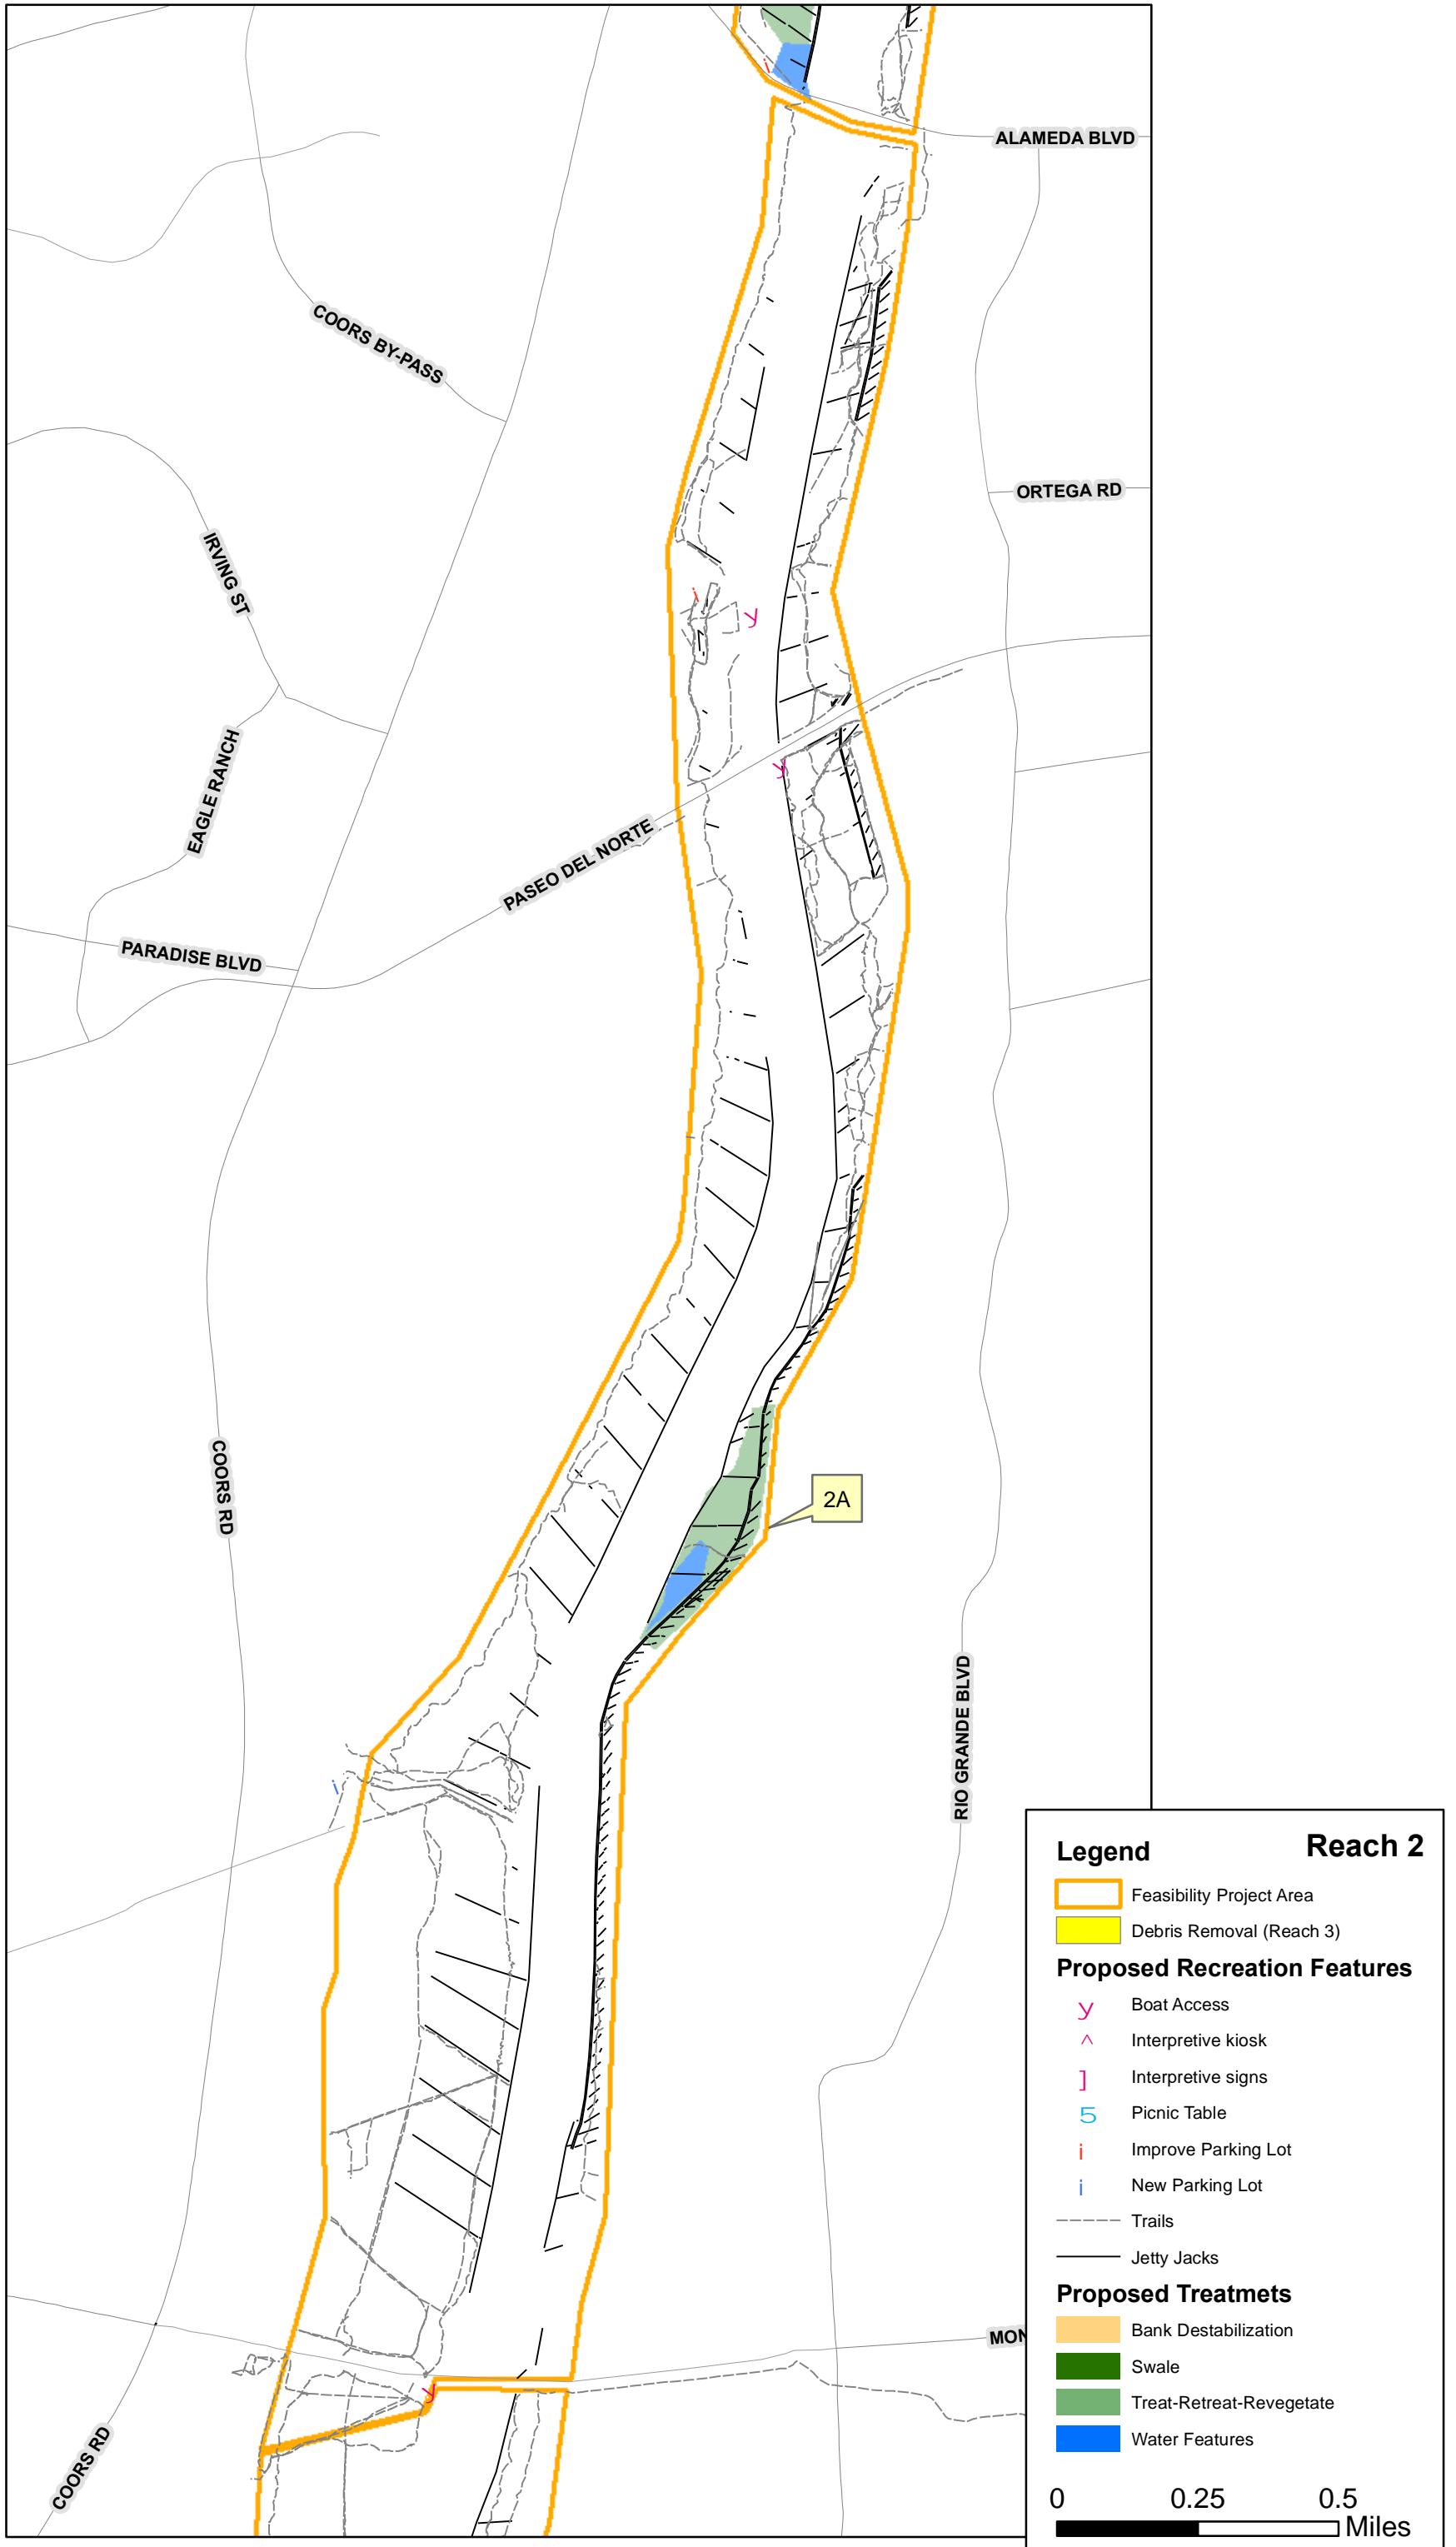 ALAMEDA BLVD
COORS BY-PASS
ORTEGA RD
IRVING ST
EAGLE RANCH
PASEO DEL NORTE
PARADISE BLVD
COORS RD
2A
RIO GRANDE BLVD
MON
COORS RD
Legend Reach 2
Feasibility Project Area
Debris Removal (Reach 3)
Proposed Recreation Features
y Boat Access
^ Interpretive kiosk
] Interpretive signs
5 Picnic Table
i Improve Parking Lot
i New Parking Lot
Trails
Jetty Jacks
Proposed Treatmets
Bank Destabilization
Swale
Treat-Retreat-Revegetate
Water Features
0 0.25 0.5
Miles